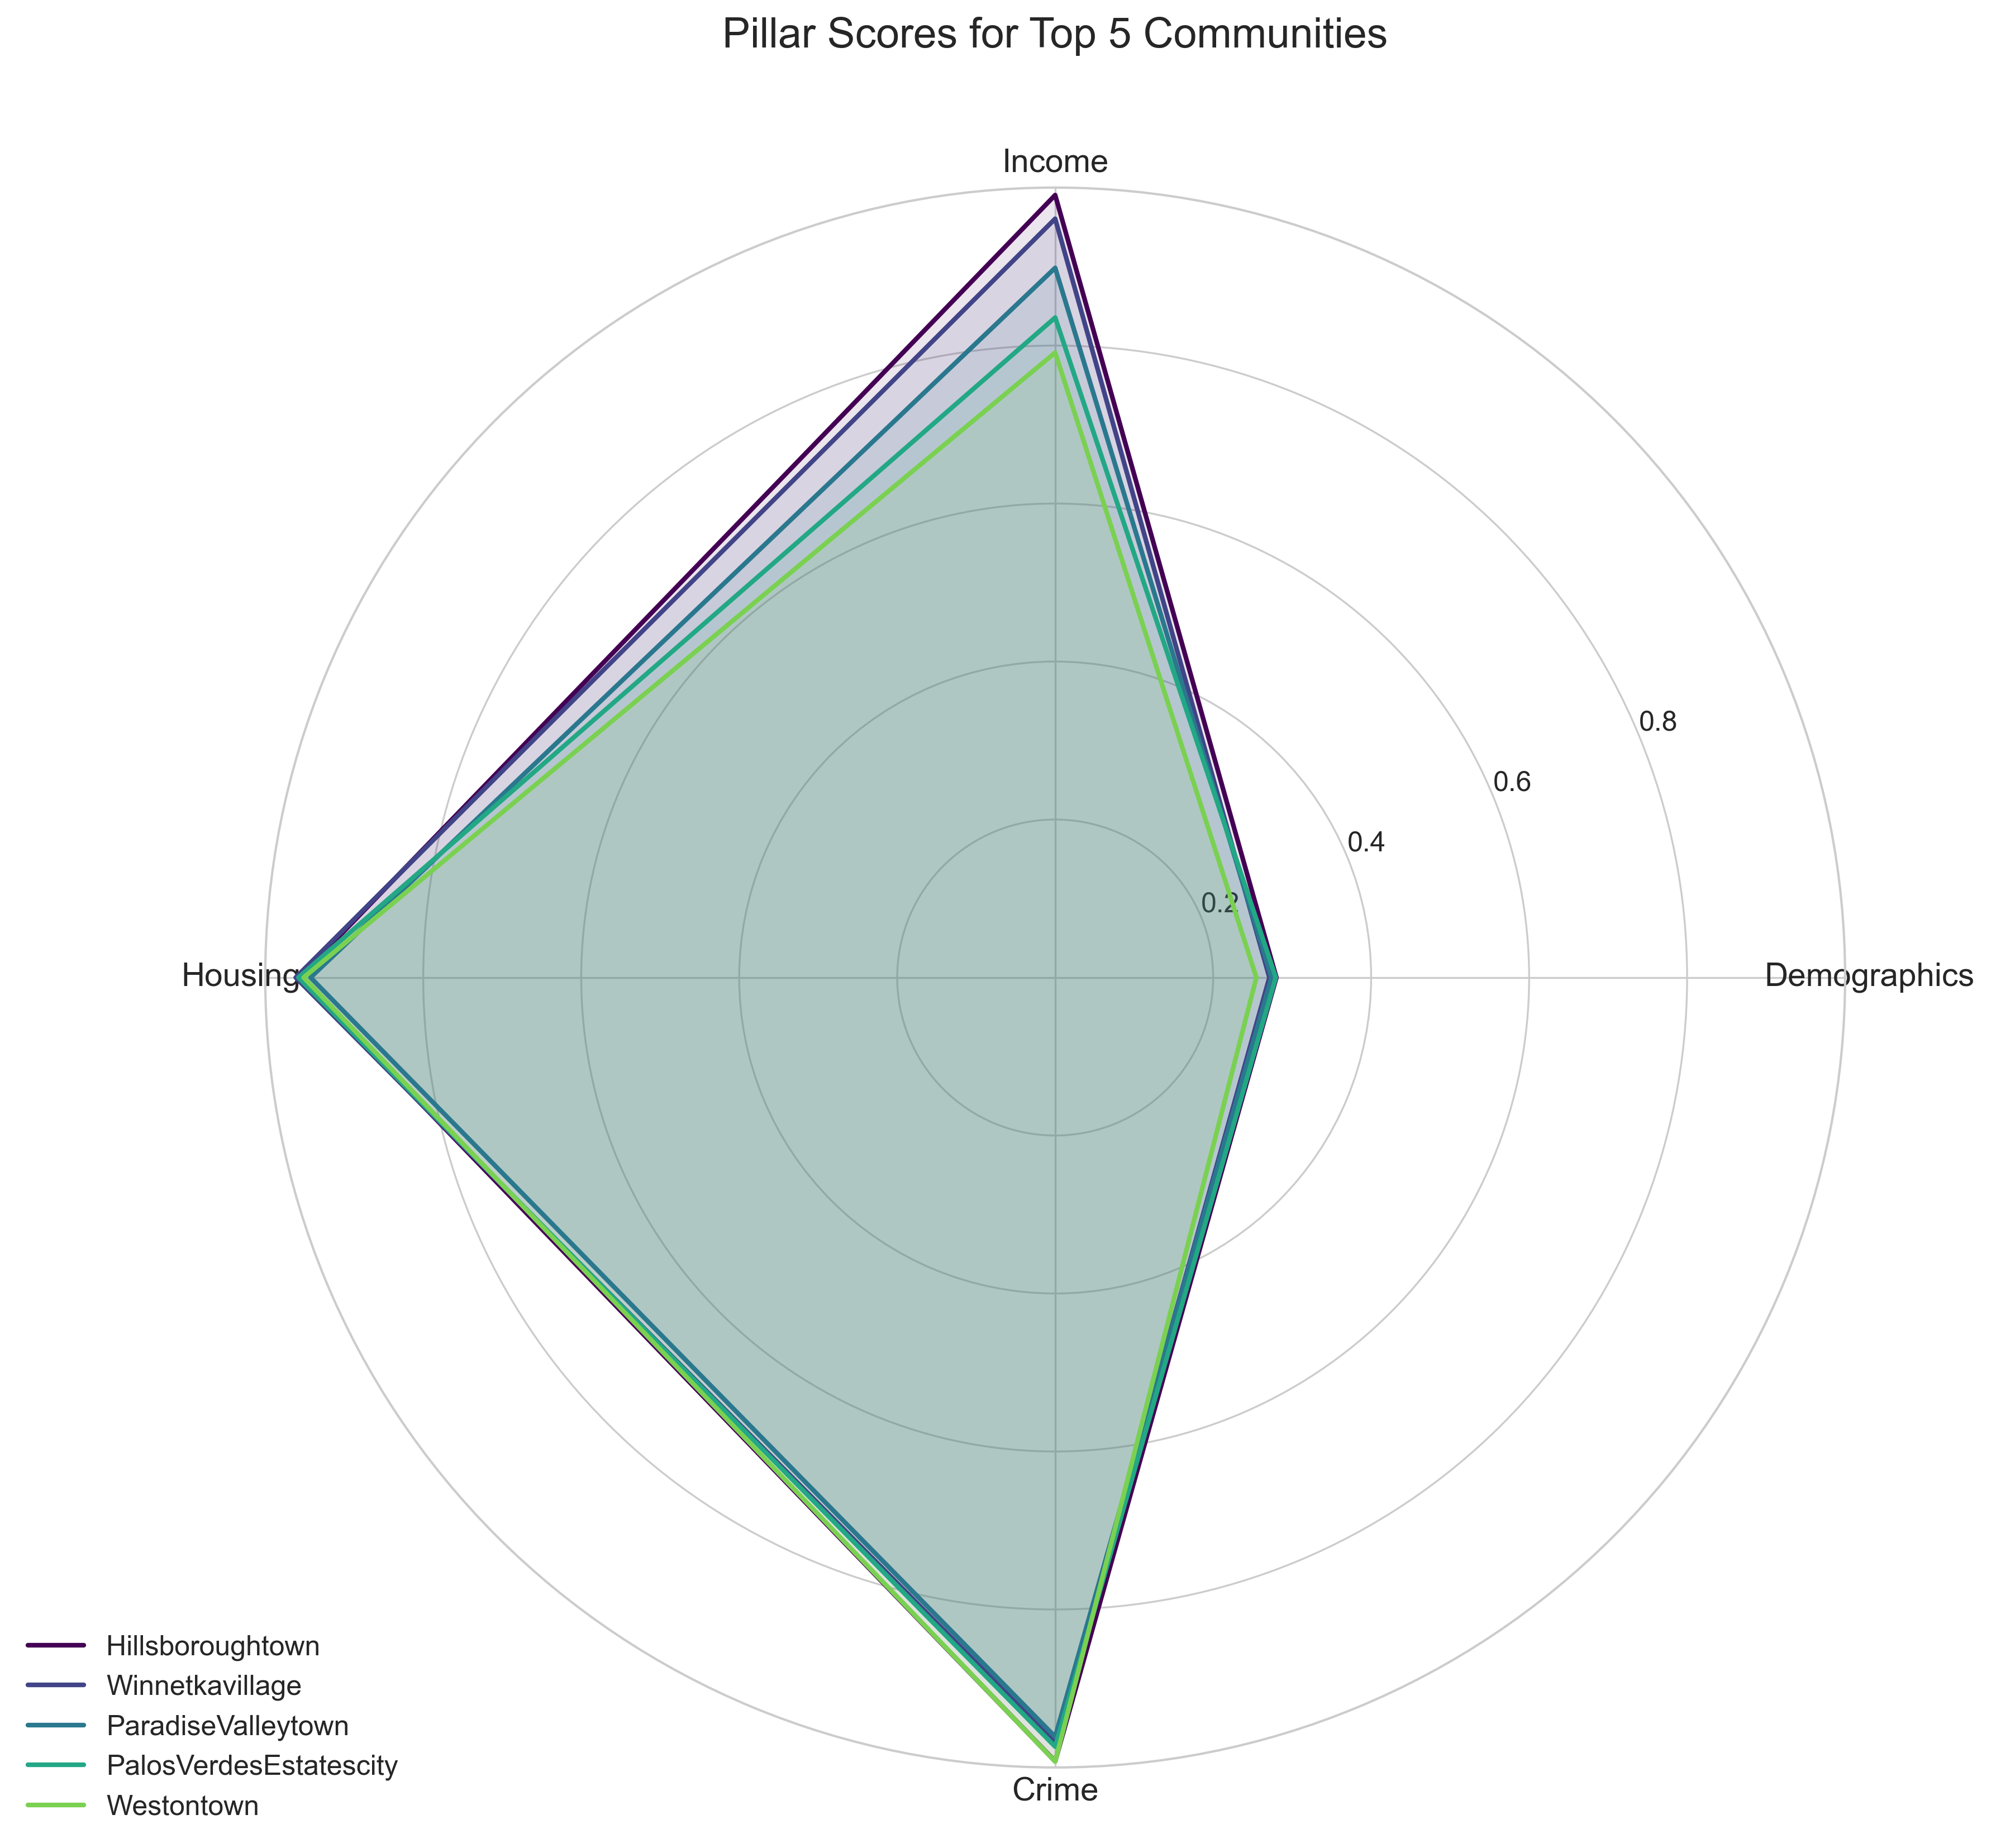 Pillar Scores for Top 5 Communities
Income
0.8
0.6
0.4
0.2
Housing
Demographics
Crime
Hillsboroughtown
Winnetkavillage
ParadiseValleytown
PalosVerdesEstatescity
Westontown